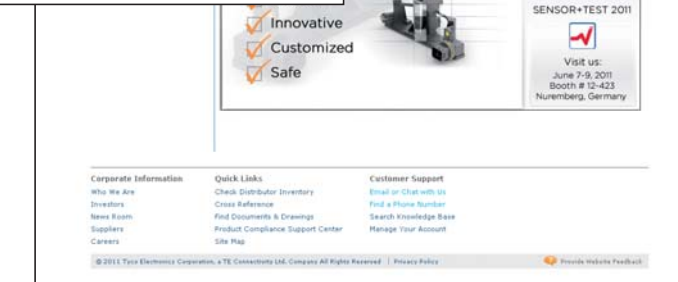 Innovative
Customized
Safe
SENSOR+TEST 2011
Visit us:
June 7-9, 2011
Booth # 12-423
Nuremberg, Germany
Corporate Information
Who We Are
Investors
News Room
Suppliers
Careers
Quick Links
Check Distributor Inventory
Cross Reference
Find Documents & Drawings
Product Compliance Support Center
Site Map
Customer Support
Email or Chat with Us
Find a Phone Number
Search Knowledge Base
Manage Your Account
© 2011 Tyco Electronics Corporation, a TE Connectivity Ltd. Company All Rights Reserved | Privacy Policy
Provide Website Feedback